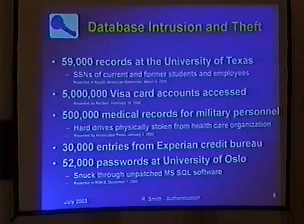 Database Intrusion and Theft
• 59,000 records at the University of Texas
– SSNs of current and former students and employees
• 5,000,000 Visa card accounts accessed
• 500,000 medical records for military personnel
– Hard drives physically stolen from health care organization
• 30,000 entries from Experian credit bureau
• 52,000 passwords at University of Oslo
– Snuck through unpatched MS SQL software
July 2003
R. Smith - Authentication